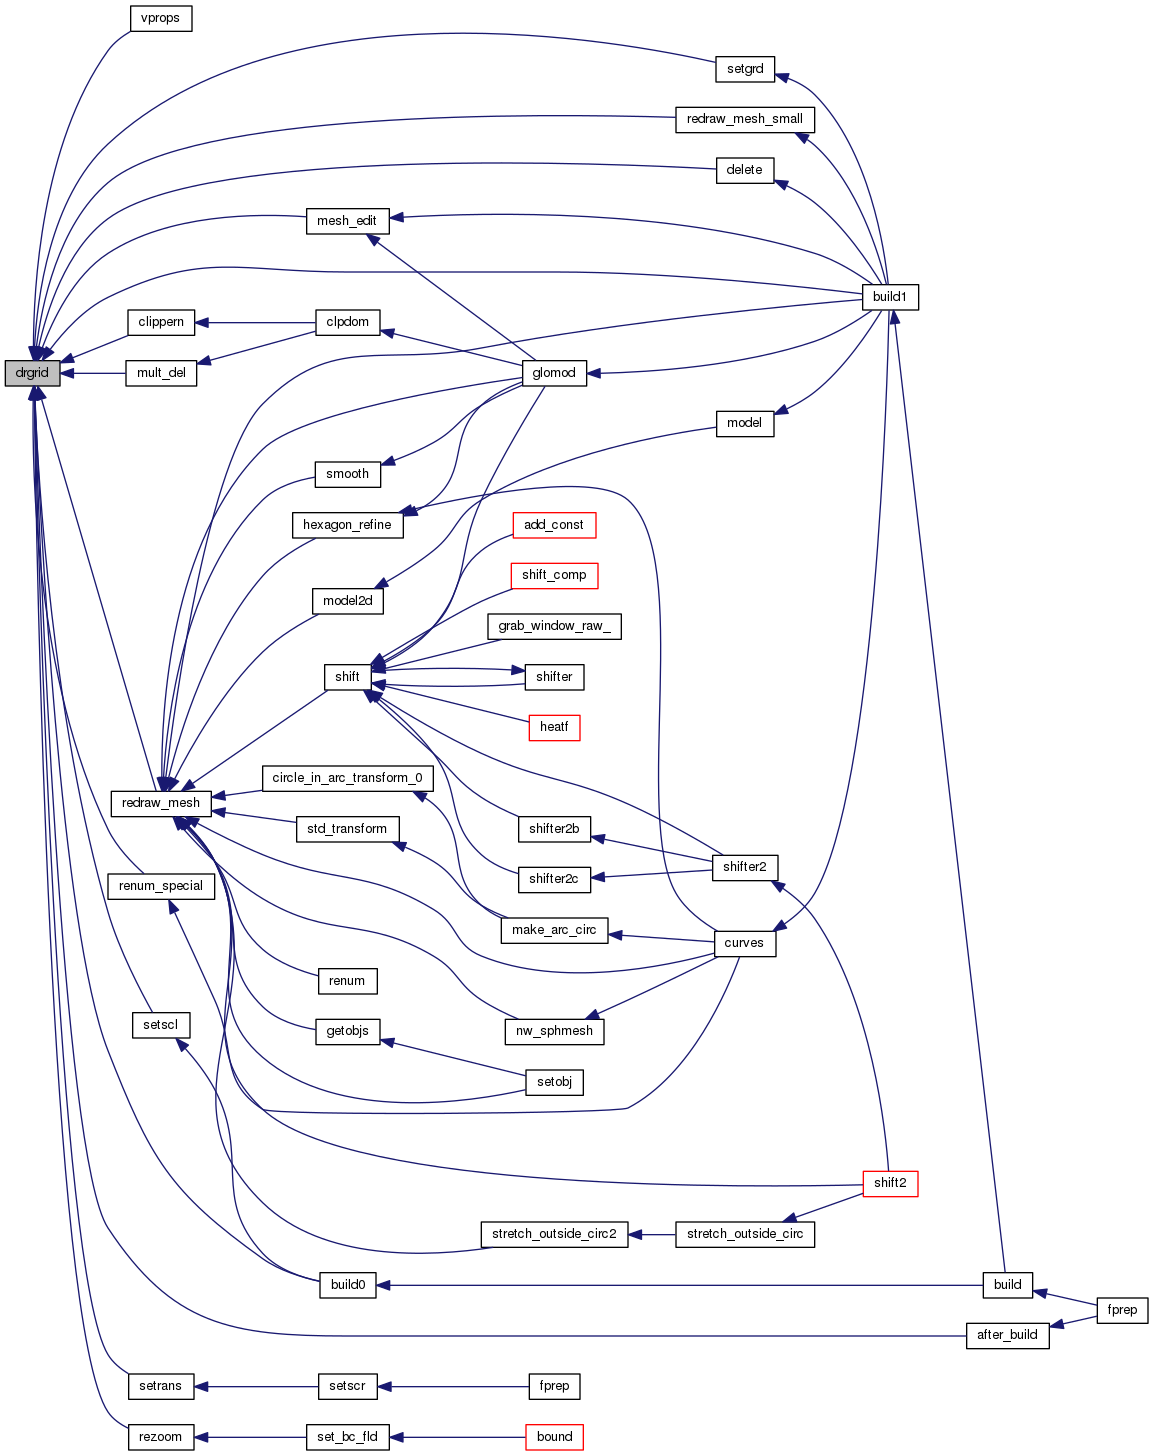 vprops
setgrd
redraw_mesh_small
delete
mesh_edit
build1
clippern
clpdom
drgrid
mult_del
glomod
model
smooth
hexagon_refine
add_const
shift_comp
model2d
grab_window_raw_
shift
shifter
heatf
circle_in_arc_transform_0
redraw_mesh
std_transform
shifter2b
shifter2
shifter2c
renum_special
make_arc_circ
curves
renum
setscl
getobjs
nw_sphmesh
setobj
shift2
stretch_outside_circ2
stretch_outside_circ
build0
build
fprep
after_build
setrans
setscr
fprep
rezoom
set_bc_fld
bound